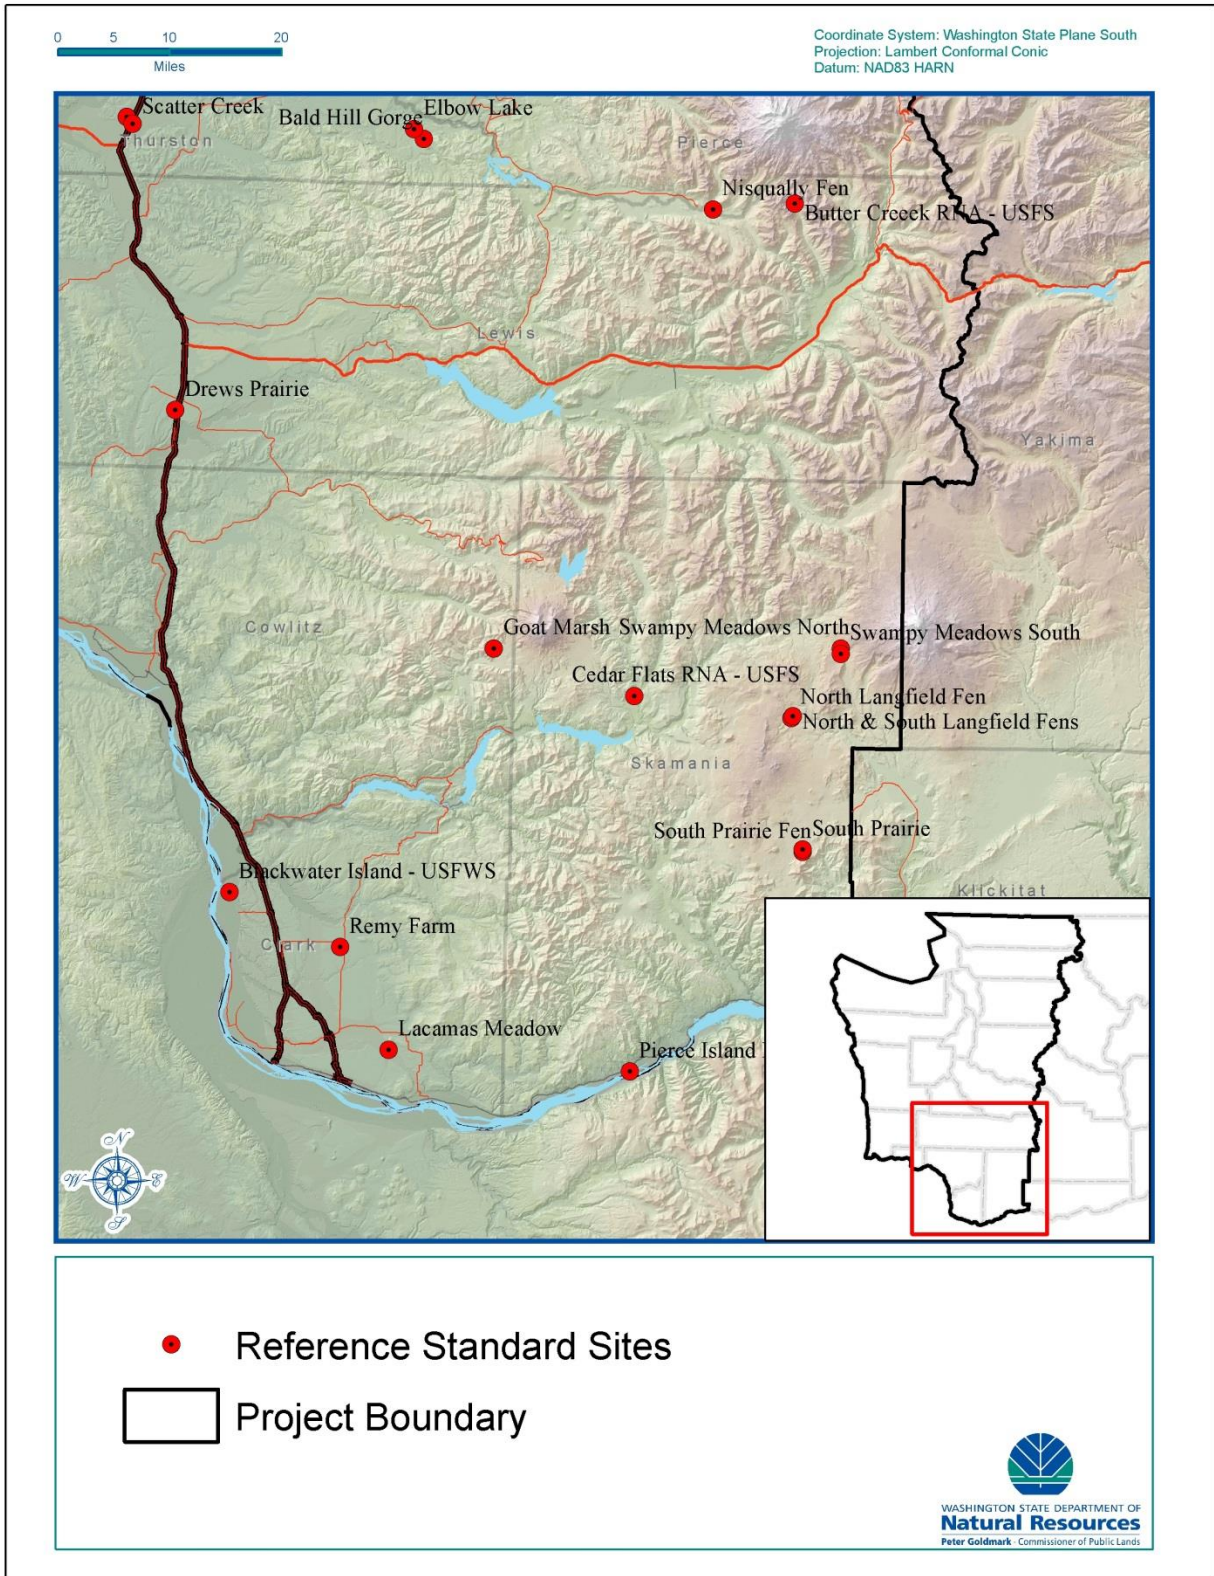 0 5 10 20
Miles
Coordinate System: Washington State Plane South
Projection: Lambert Conformal Conic
Datum: NAD83 HARN
Scatter Creek
Elbow Lake
Bald Hill Gorge
Thurston
Pierce
Nisqually Fen
Butter Creeek RNA - USFS
Lewis
Drews Prairie
Yakima
Cowlitz
Goat Marsh
Swampy Meadows North
Swampy Meadows South
Cedar Flats RNA - USFS
North Langfield Fen
North & South Langfield Fens
Skamania
South Prairie Fen
South Prairie
Blackwater Island - USFWS
Klickitat
Remy Farm
Clark
Lacamas Meadow
Pierce Island
N
W E
S
Reference Standard Sites
Project Boundary
WASHINGTON STATE DEPARTMENT OF
Natural Resources
Peter Goldmark - Commissioner of Public Lands